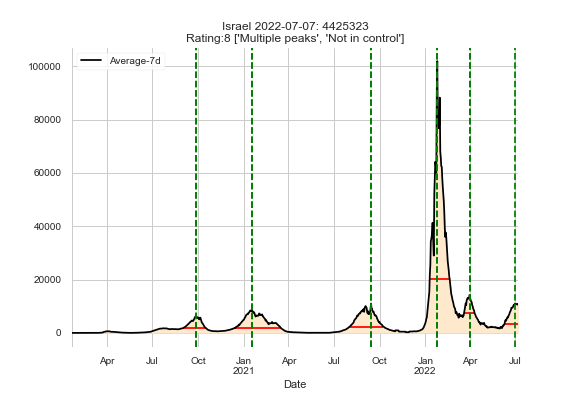 Israel 2022-07-07: 4425323
Rating:8 ['Multiple peaks', 'Not in control']
Average-7d
100000
80000
60000
40000
20000
0
Apr Jul Oct Jan Apr Jul Oct Jan Apr Jul
2021 2022
Date